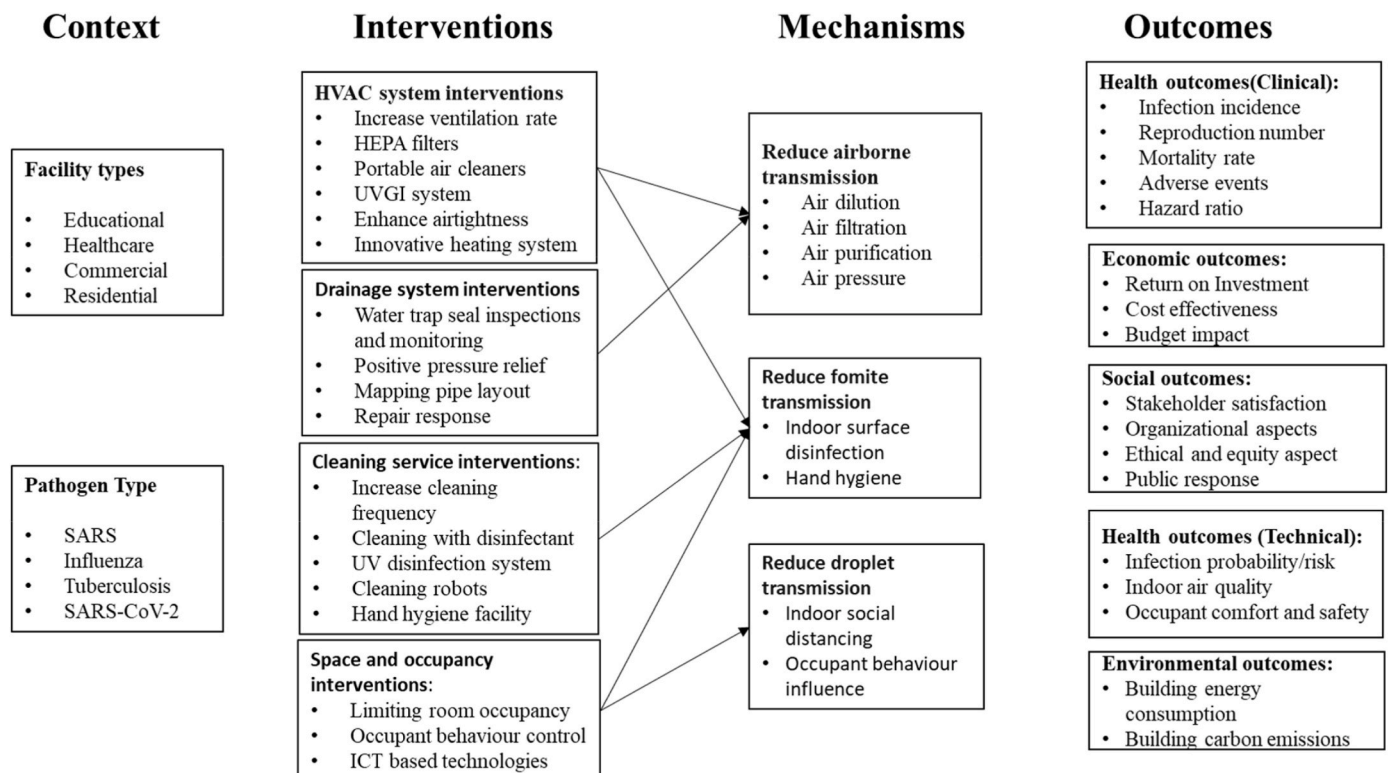 Context
Interventions
Mechanisms
Outcomes
Facility types
• Educational
• Healthcare
• Commercial
• Residential
Pathogen Type
• SARS
• Influenza
• Tuberculosis
• SARS-CoV-2
HVAC system interventions
• Increase ventilation rate
• HEPA filters
• Portable air cleaners
• UVGI system
• Enhance airtightness
• Innovative heating system
Drainage system interventions
• Water trap seal inspections
and monitoring
• Positive pressure relief
• Mapping pipe layout
• Repair response
Cleaning service interventions:
• Increase cleaning
frequency
• Cleaning with disinfectant
• UV disinfection system
• Cleaning robots
• Hand hygiene facility
Space and occupancy
interventions:
• Limiting room occupancy
• Occupant behaviour control
• ICT based technologies
Reduce airborne
transmission
• Air dilution
• Air filtration
• Air purification
• Air pressure
Reduce fomite
transmission
• Indoor surface
disinfection
• Hand hygiene
Reduce droplet
transmission
• Indoor social
distancing
• Occupant behaviour
influence
Health outcomes(Clinical):
• Infection incidence
• Reproduction number
• Mortality rate
• Adverse events
• Hazard ratio
Economic outcomes:
• Return on Investment
• Cost effectiveness
• Budget impact
Social outcomes:
• Stakeholder satisfaction
• Organizational aspects
• Ethical and equity aspect
• Public response
Health outcomes (Technical):
• Infection probability/risk
• Indoor air quality
• Occupant comfort and safety
Environmental outcomes:
• Building energy
consumption
• Building carbon emissions